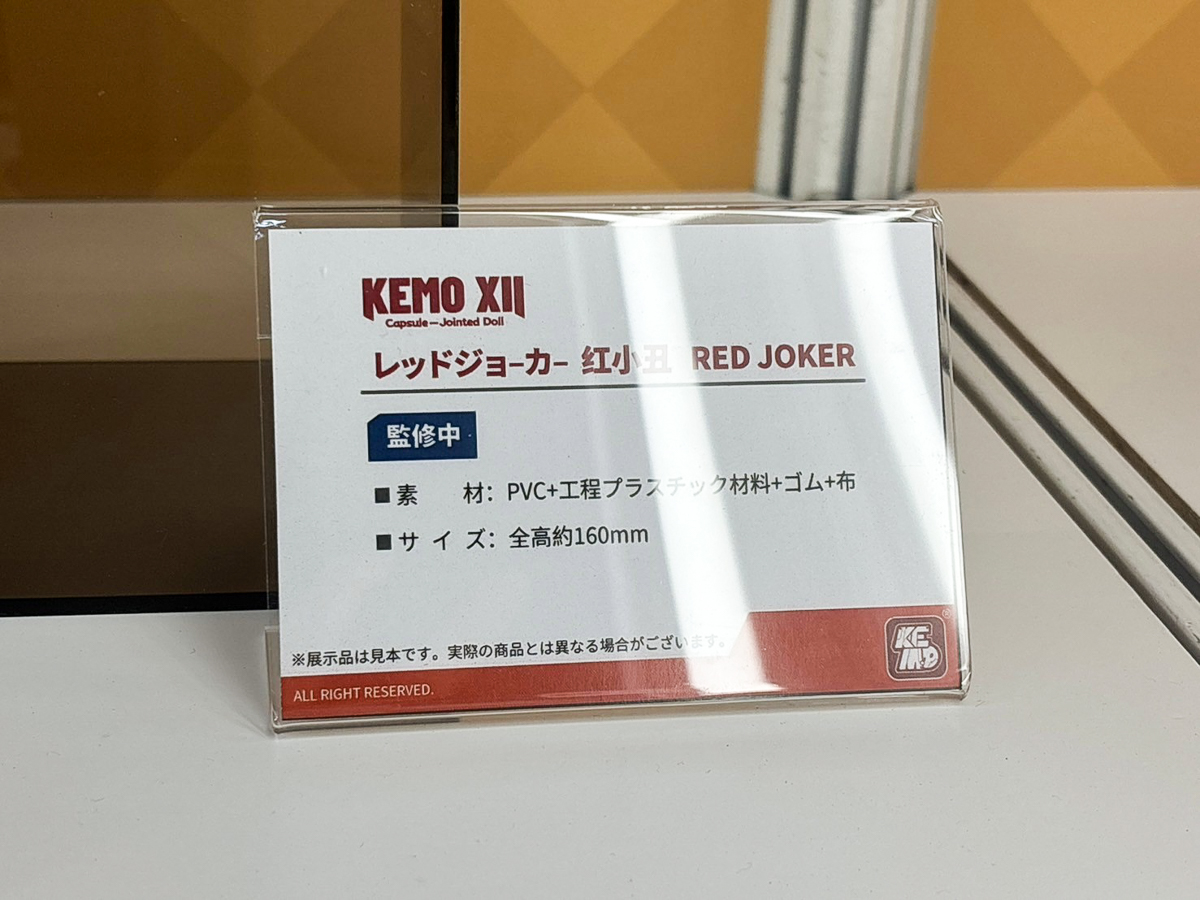 KEMO XII
Capsule-Jointed Doll
レッドジョーカー 红小丑 RED JOKER
監修中
■素　　材：PVC+工程プラスチック材料+ゴム+布
■サ イ ズ：全高約160mm
※展示品は見本です。実際の商品とは異なる場合がございます。
ALL RIGHT RESERVED.
KEMO
®